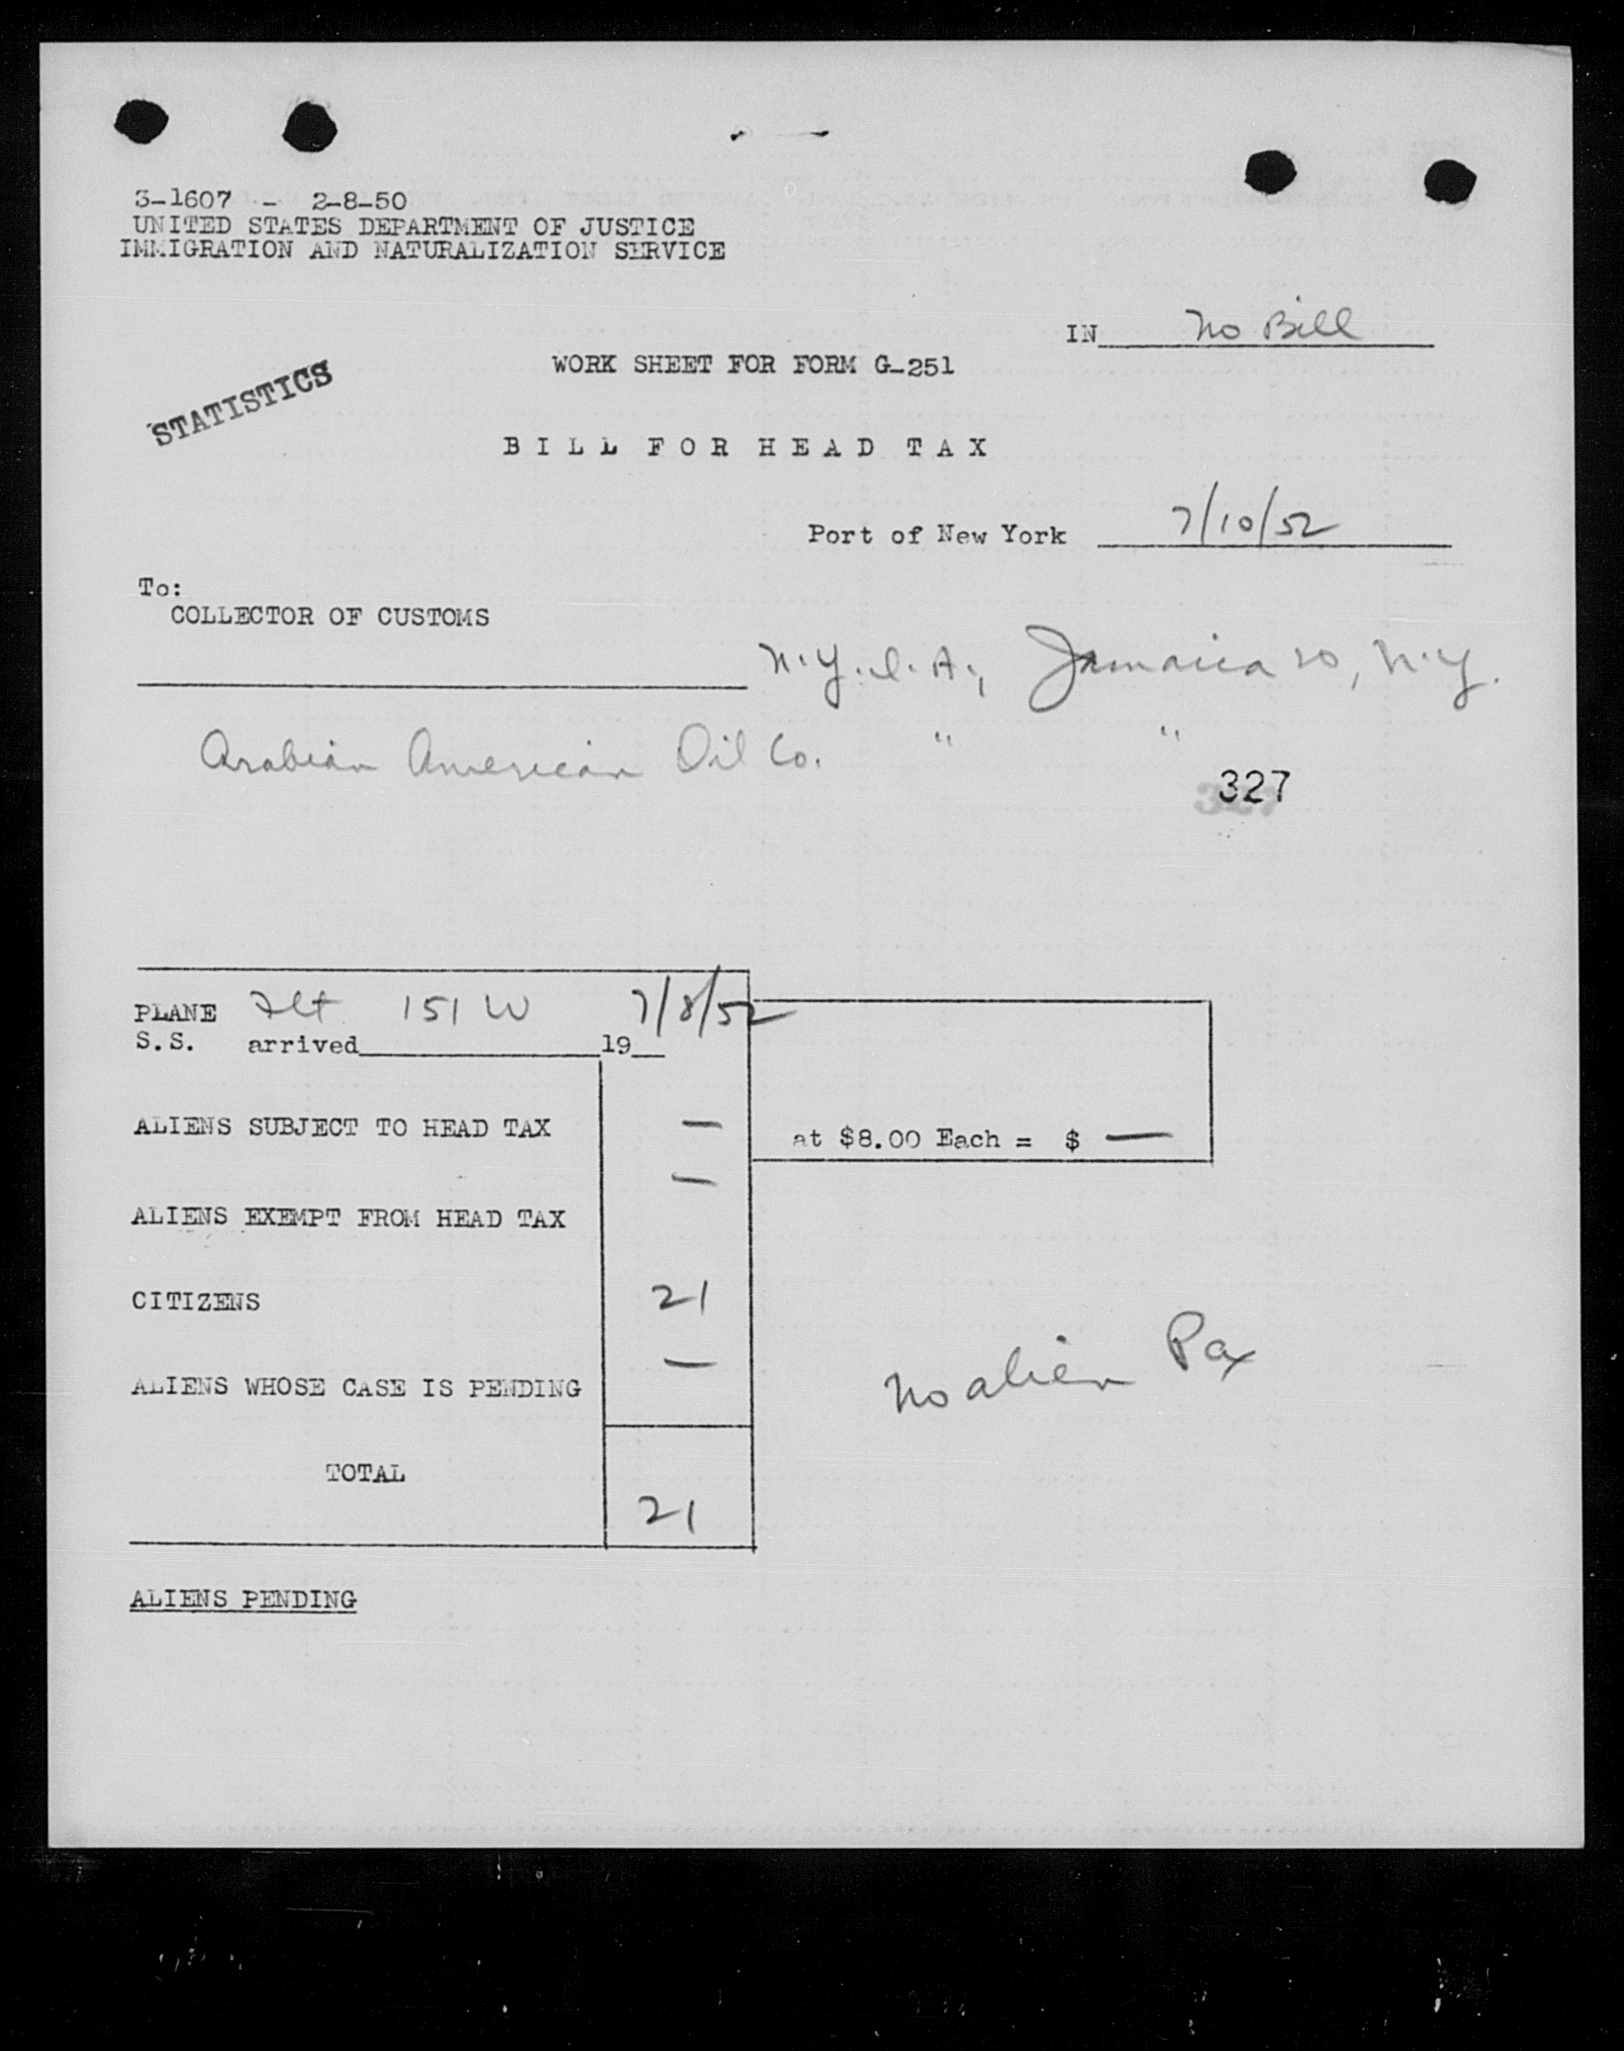 3-1607 - 2-8-50
UNITED STATES DEPARTMENT OF JUSTICE
IMMIGRATION AND NATURALIZATION SERVICE
IN No Bill
WORK SHEET FOR FORM G-251
STATISTICS
BILL FOR HEAD TAX
Port of New York 7/10/52
To:
COLLECTOR OF CUSTOMS
N.Y.I.A., Jamaica 20, N.Y.
Arabian American Oil Co. " "
327
PLANE Flt 151 W 7/8/52
S.S. arrived 19
ALIENS SUBJECT TO HEAD TAX — at $8.00 Each = $ —
—
ALIENS EXEMPT FROM HEAD TAX
CITIZENS 21
—
ALIENS WHOSE CASE IS PENDING
No alien Pax
TOTAL
21
ALIENS PENDING